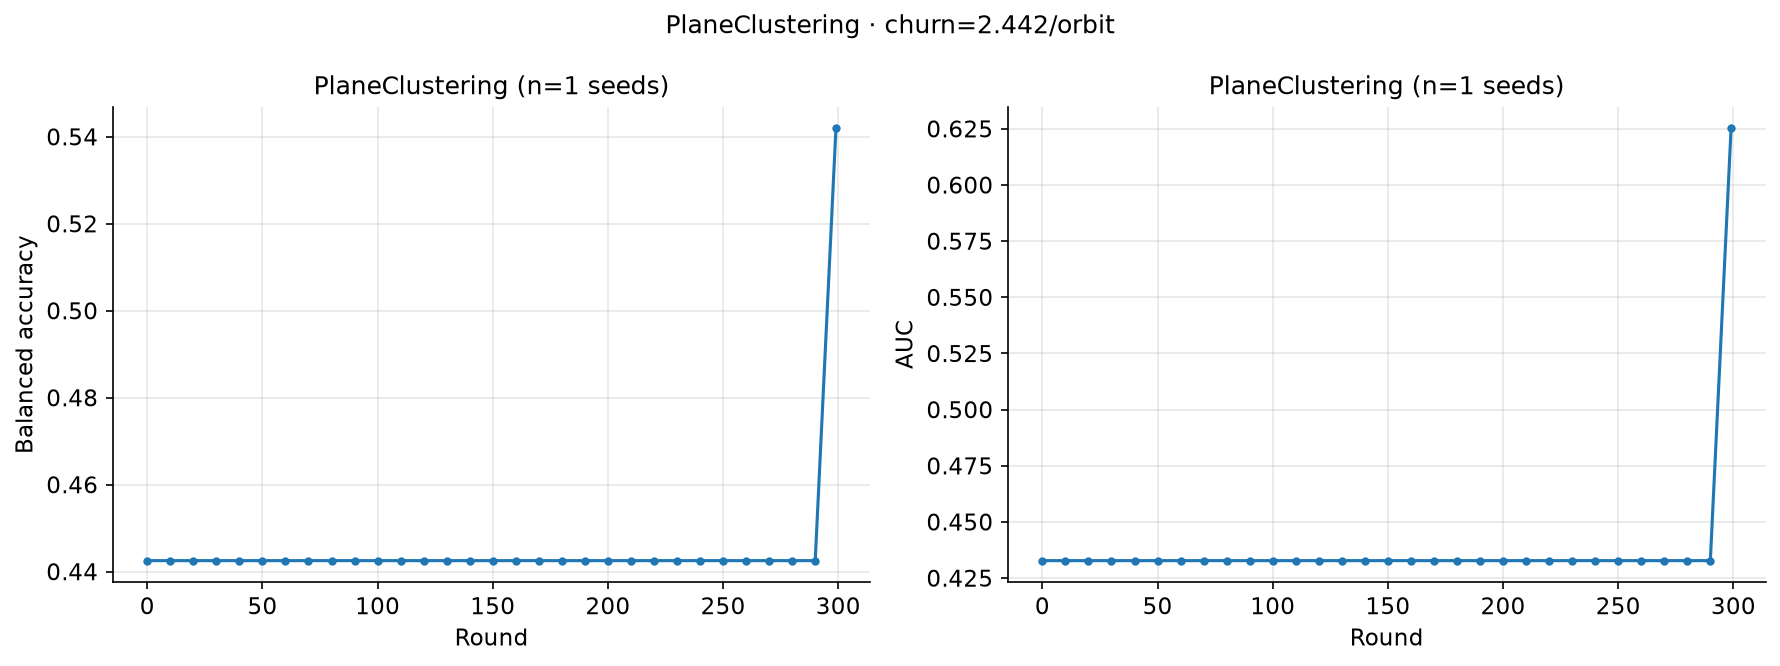 PlaneClustering · churn=2.442/orbit
PlaneClustering (n=1 seeds)
Balanced accuracy
0.54
0.52
0.50
0.48
0.46
0.44
0 50 100 150 200 250 300
Round
PlaneClustering (n=1 seeds)
AUC
0.625
0.600
0.575
0.550
0.525
0.500
0.475
0.450
0.425
0 50 100 150 200 250 300
Round